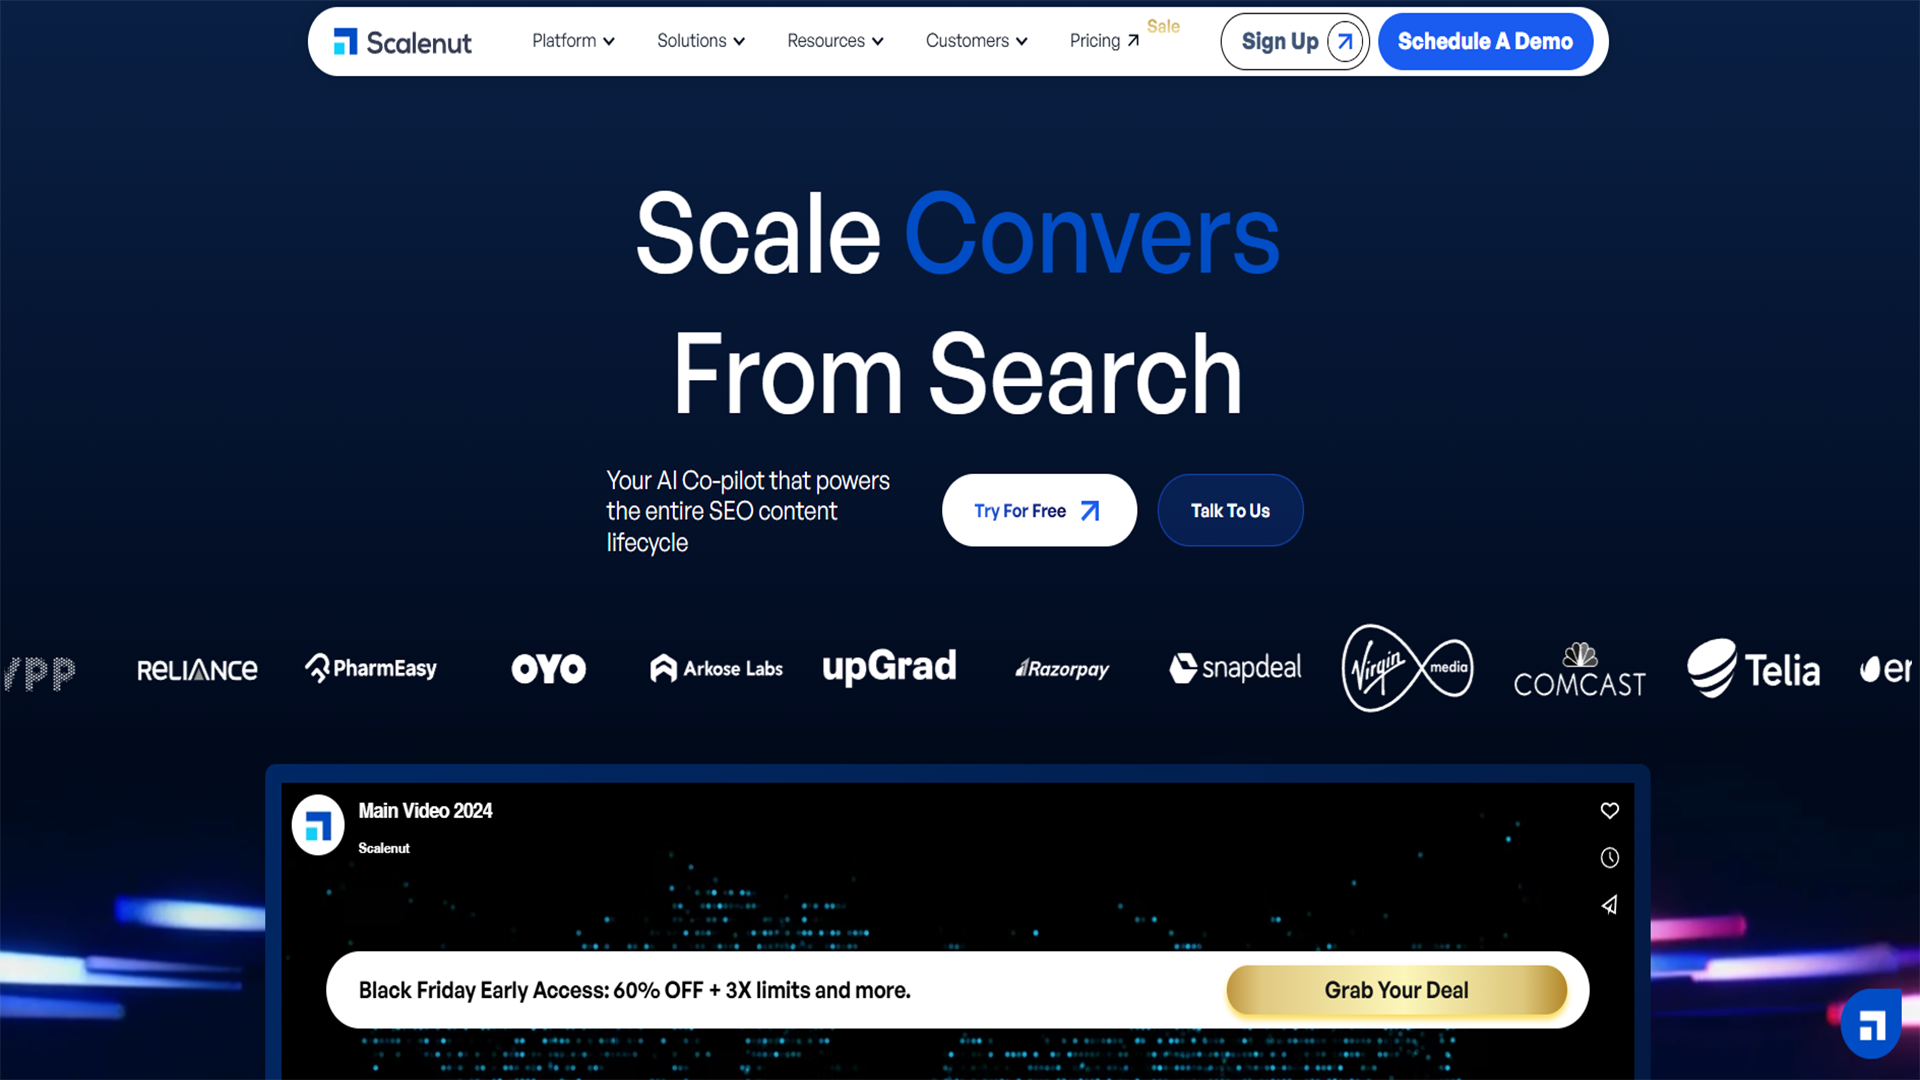 Scalenut
Platform
Solutions
Resources
Customers
Pricing
Sale
Sign Up
Schedule A Demo
Scale Convers
From Search
Your AI Co-pilot that powers
the entire SEO content
lifecycle
Try For Free
Talk To Us
RELIANCE
PharmEasy
OYO
Arkose Labs
upGrad
Razorpay
snapdeal
Virgin media
COMCAST
Telia
Main Video 2024
Scalenut
Black Friday Early Access: 60% OFF + 3X limits and more.
Grab Your Deal